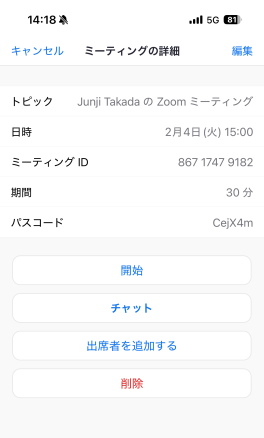 14:18 5G 81
キャンセル ミーティングの詳細 編集
トピック Junji Takada の Zoom ミーティング
日時 2月4日(火) 15:00
ミーティング ID 867 1747 9182
期間 30 分
パスコード CejX4m
開始
チャット
出席者を追加する
削除